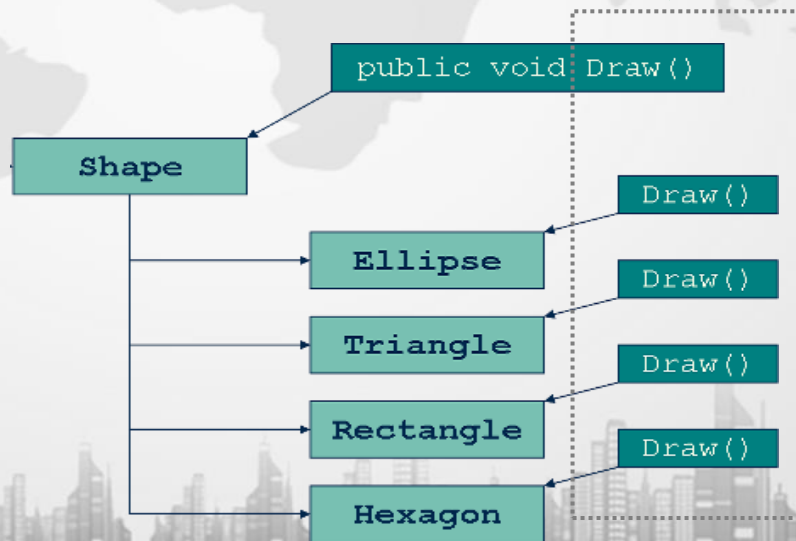 public void Draw()
Shape
Draw()
Ellipse
Draw()
Triangle
Draw()
Rectangle
Draw()
Hexagon